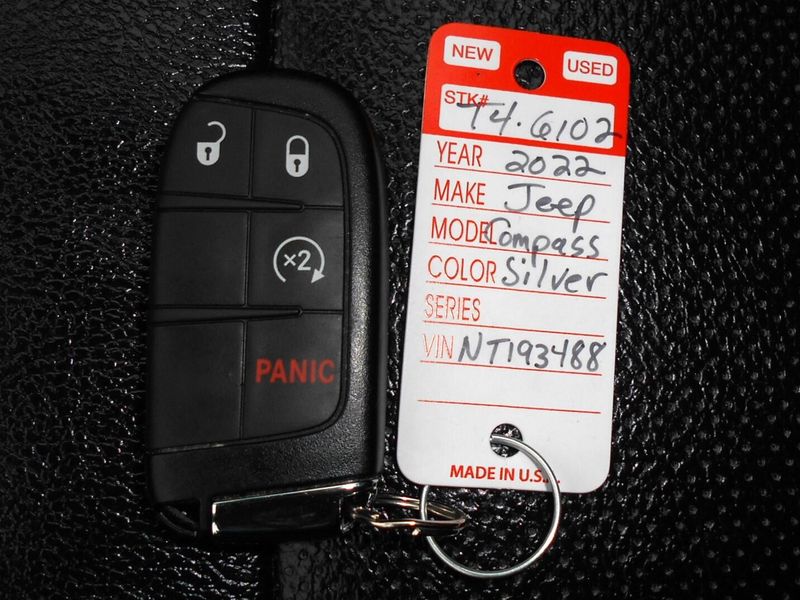 NEW USED
STK# T4.6102
YEAR 2022
MAKE Jeep
MODEL Compass
COLOR Silver
×2
SERIES
VIN NT193488
PANIC
MADE IN U.S.A.